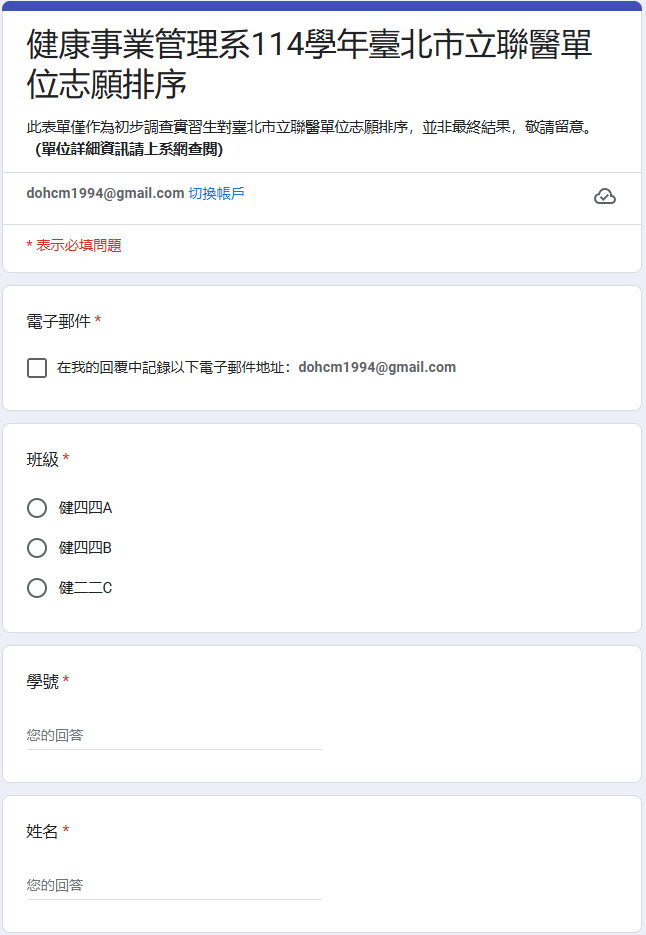 健康事業管理系114學年臺北市立聯醫單
位志願排序
此表單僅作為初步調查實習生對臺北市立聯醫單位志願排序，並非最終結果，敬請留意。
（單位詳細資訊請上系網查閱）
dohcm1994@gmail.com 切換帳戶
* 表示必填問題
電子郵件 *
在我的回覆中記錄以下電子郵件地址：dohcm1994@gmail.com
班級 *
健四四A
健四四B
健二二C
學號 *
您的回答
姓名 *
您的回答